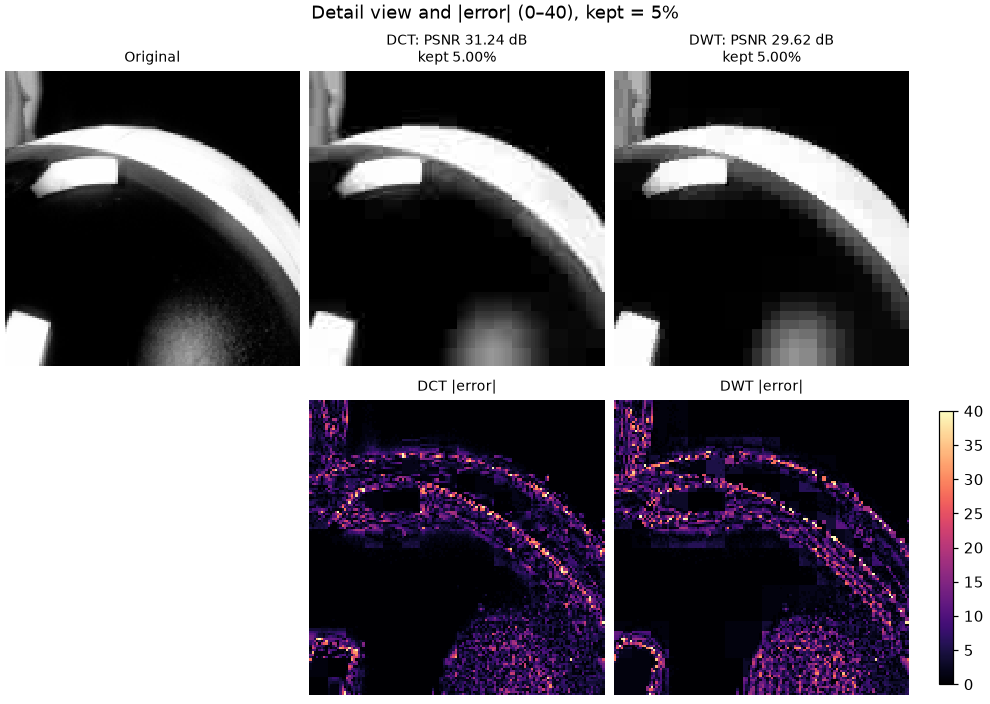 Detail view and |error| (0–40), kept = 5%
Original
DCT: PSNR 31.24 dB
kept 5.00%
DWT: PSNR 29.62 dB
kept 5.00%
DCT |error|
DWT |error|
40
35
30
25
20
15
10
5
0